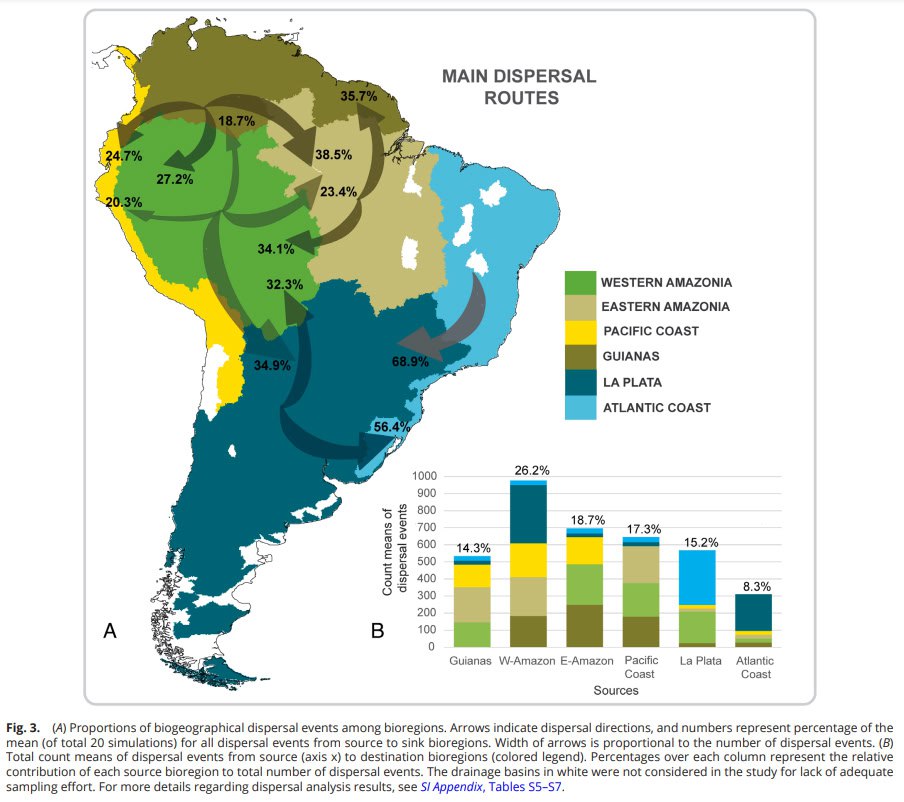 MAIN DISPERSAL
ROUTES
35.7%
18.7%
24.7%
38.5%
27.2%
23.4%
20.3%
34.1%
32.3%
34.9%
68.9%
56.4%
WESTERN AMAZONIA
EASTERN AMAZONIA
PACIFIC COAST
GUIANAS
LA PLATA
ATLANTIC COAST
A
B
Count means of
dispersal events
1000
900
800
700
600
500
400
300
200
100
0
14.3%
26.2%
18.7%
17.3%
15.2%
8.3%
Guianas
W-Amazon
E-Amazon
Pacific
Coast
La Plata
Atlantic
Coast
Sources
Fig. 3. (A) Proportions of biogeographical dispersal events among bioregions. Arrows indicate dispersal directions, and numbers represent percentage of the
mean (of total 20 simulations) for all dispersal events from source to sink bioregions. Width of arrows is proportional to the number of dispersal events. (B)
Total count means of dispersal events from source (axis x) to destination bioregions (colored legend). Percentages over each column represent the relative
contribution of each source bioregion to total number of dispersal events. The drainage basins in white were not considered in the study for lack of adequate
sampling effort. For more details regarding dispersal analysis results, see SI Appendix, Tables S5–S7.